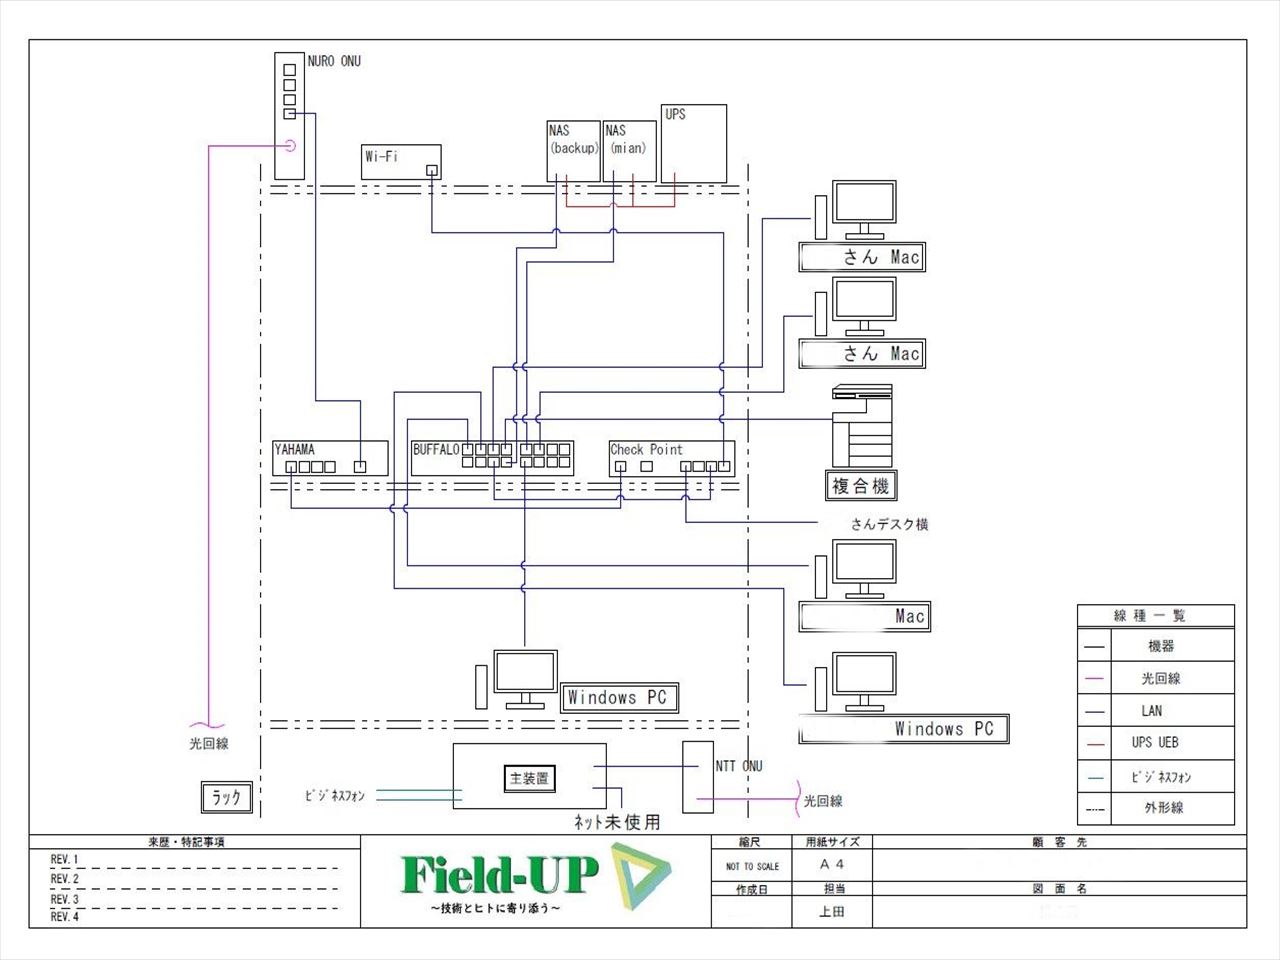 NURO ONU
Wi-Fi
NAS
(backup)
NAS
(mian)
UPS
さん Mac
さん Mac
YAHAMA
BUFFALO
Check Point
複合機
さんデスク横
Mac
Windows PC
Windows PC
線種一覧
機器
光回線
LAN
UPS UEB
ビジネスフォン
外形線
光回線
ラック
ビジネスフォン
主装置
NTT ONU
光回線
ネット未使用
来歴・特記事項
REV.1
REV.2
REV.3
REV.4
Field-UP
～技術とヒトに寄り添う～
縮尺
用紙サイズ
顧客先
NOT TO SCALE
A4
作成日
担当
図面名
上田